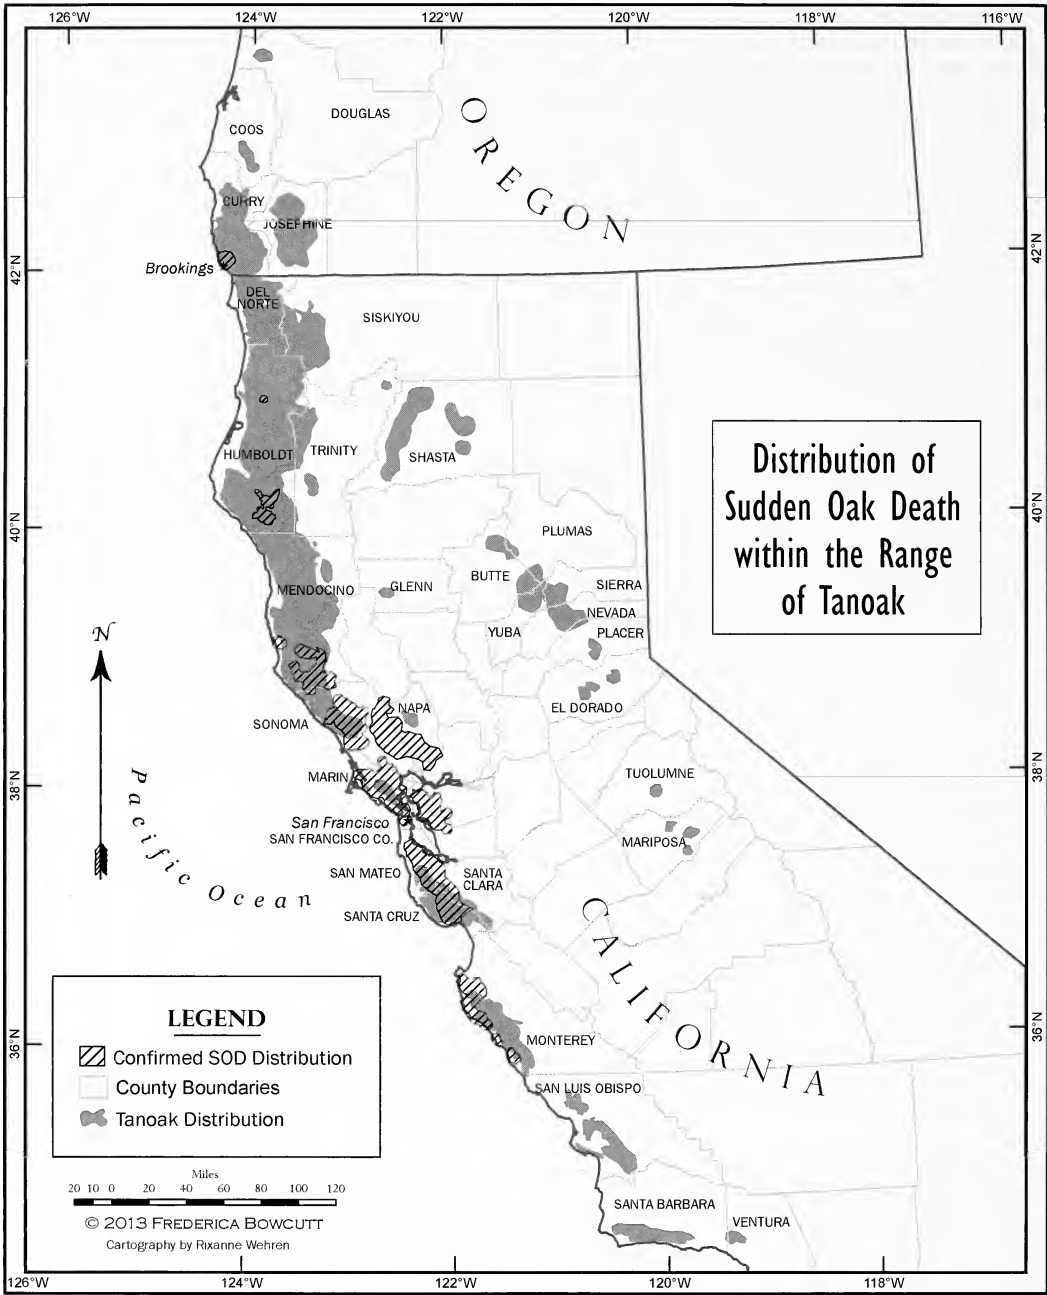 126°W 124°W 122°W 120°W 118°W 116°W
OREGON
DOUGLAS
COOS
CURRY
JOSEPHINE
Brookings
42°N
42°N
DEL
NORTE
SISKIYOU
HUMBOLDT
TRINITY
SHASTA
Distribution of
Sudden Oak Death
within the Range
of Tanoak
40°N
40°N
PLUMAS
BUTTE
SIERRA
MENDOCINO
GLENN
NEVADA
YUBA
PLACER
N
NAPA
EL DORADO
SONOMA
MARIN
TUOLUMNE
38°N
38°N
Pacific Ocean
San Francisco
SAN FRANCISCO CO.
MARIPOSA
SAN MATEO
SANTA
CLARA
SANTA CRUZ
CALIFORNIA
36°N
36°N
MONTEREY
SAN LUIS OBISPO
SANTA BARBARA
VENTURA
LEGEND
Confirmed SOD Distribution
County Boundaries
Tanoak Distribution
Miles
20 10 0 20 40 60 80 100 120
© 2013 FREDERICA BOWCUTT
Cartography by Rixanne Wehren
126°W 124°W 122°W 120°W 118°W